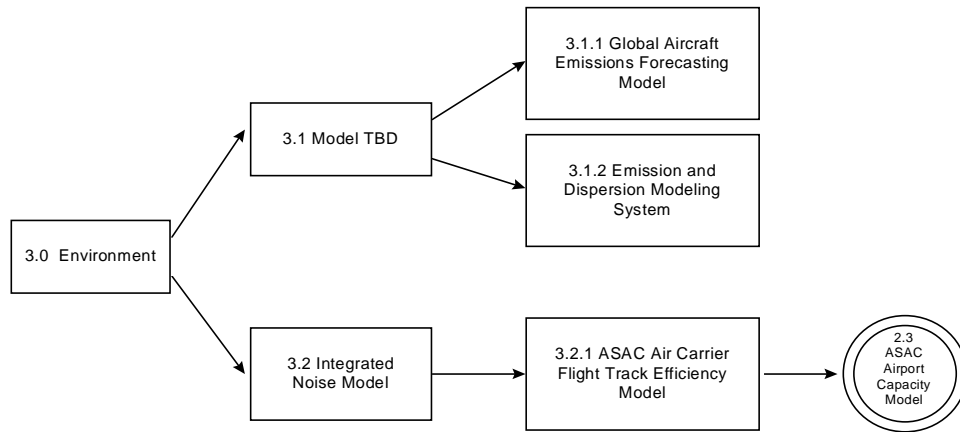 3.1.1 Global Aircraft
Emissions Forecasting
Model
3.1 Model TBD
3.1.2 Emission and
Dispersion Modeling
System
3.0 Environment
3.2 Integrated
Noise Model
3.2.1 ASAC Air Carrier
Flight Track Efficiency
Model
2.3
ASAC
Airport
Capacity
Model